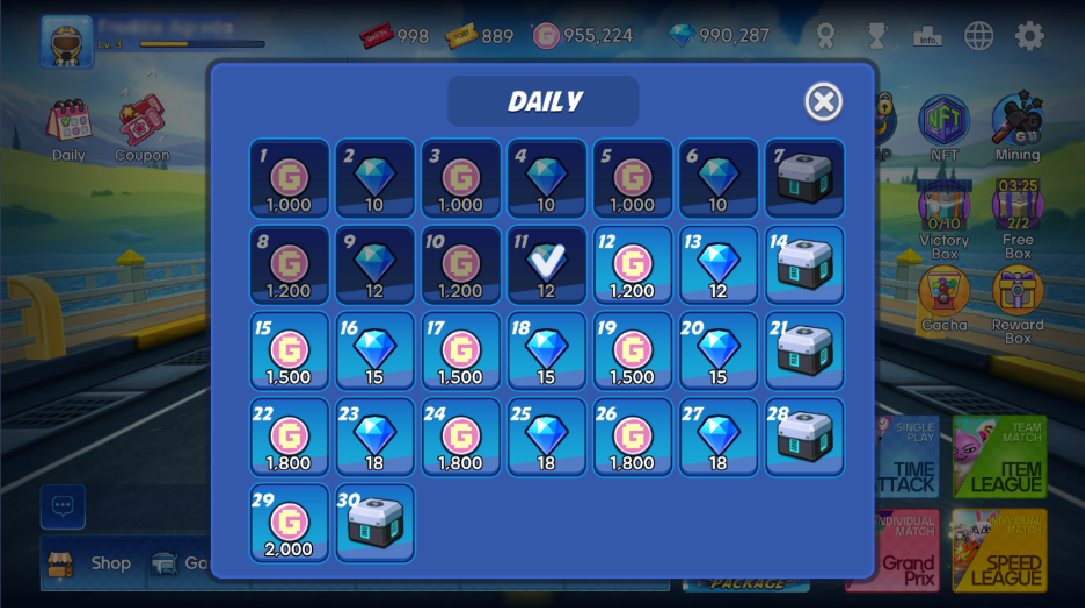 Lv. 3
998
889
G
955,224
990,287
Info.
DAILY
Daily
Coupon
NFT
Mining
1
G
1,000
2
10
3
G
1,000
4
10
5
G
1,000
6
10
7
8
G
1,200
9
12
10
G
1,200
11
12
12
G
1,200
13
12
14
0/10
Victory
Box
03:25
2/2
Free
Box
Gacha
Reward
Box
15
G
1,500
16
15
17
G
1,500
18
15
19
G
1,500
20
15
21
22
G
1,800
23
18
24
G
1,800
25
18
26
G
1,800
27
18
28
29
G
2,000
30
SINGLE
PLAY
TIME
TTACK
TEAM
MATCH
ITEM
LEAGUE
NDIVIDUAL
MATCH
Grand
Prix
INDIVIDUAL
MATCH
SPEED
LEAGUE
Shop
Ga
PACKAGE